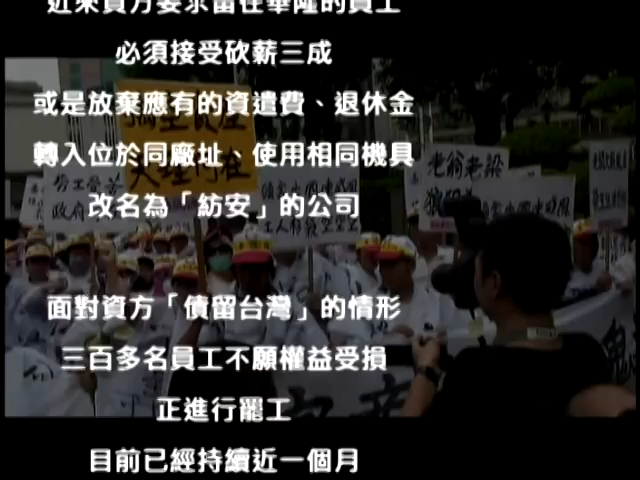 近來資方要求留在華隆的員工
必須接受砍薪三成
或是放棄應有的資遣費、退休金
轉入位於同廠址、使用相同機具
改名為「紡安」的公司
面對資方「債留台灣」的情形
三百多名員工不願權益受損
正進行罷工
目前已經持續近一個月
老翁老梁